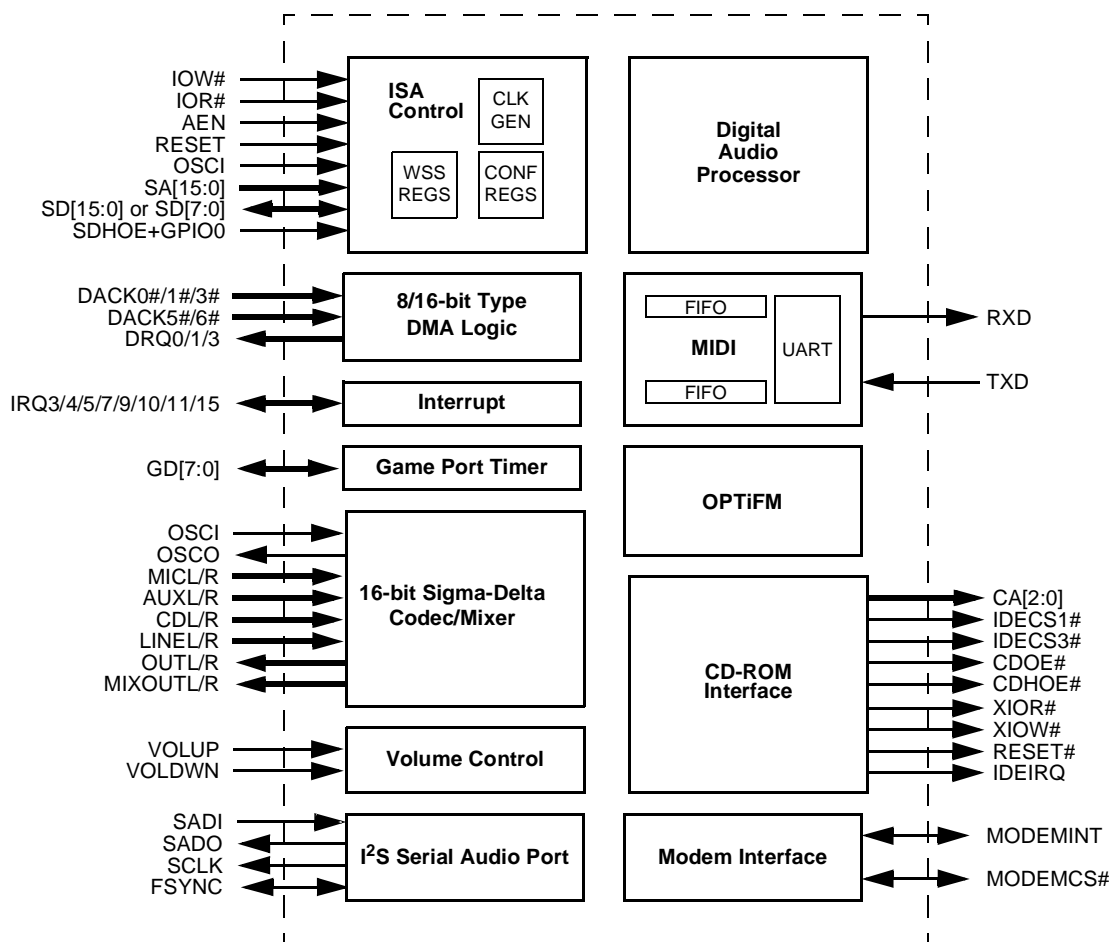 IOW#
IOR#
AEN
RESET
OSCI
SA[15:0]
SD[15:0] or SD[7:0]
SDHOE+GPIO0
ISA
Control
CLK
GEN
WSS
REGS
CONF
REGS
Digital
Audio
Processor
DACK0#/1#/3#
DACK5#/6#
DRQ0/1/3
8/16-bit Type
DMA Logic
FIFO
MIDI
UART
FIFO
RXD
TXD
IRQ3/4/5/7/9/10/11/15
Interrupt
GD[7:0]
Game Port Timer
OPTiFM
OSCI
OSCO
MICL/R
AUXL/R
CDL/R
LINEL/R
OUTL/R
MIXOUTL/R
16-bit Sigma-Delta
Codec/Mixer
CD-ROM
Interface
CA[2:0]
IDECS1#
IDECS3#
CDOE#
CDHOE#
XIOR#
XIOW#
RESET#
IDEIRQ
VOLUP
VOLDWN
Volume Control
SADI
SADO
SCLK
FSYNC
I²S Serial Audio Port
Modem Interface
MODEMINT
MODEMCS#